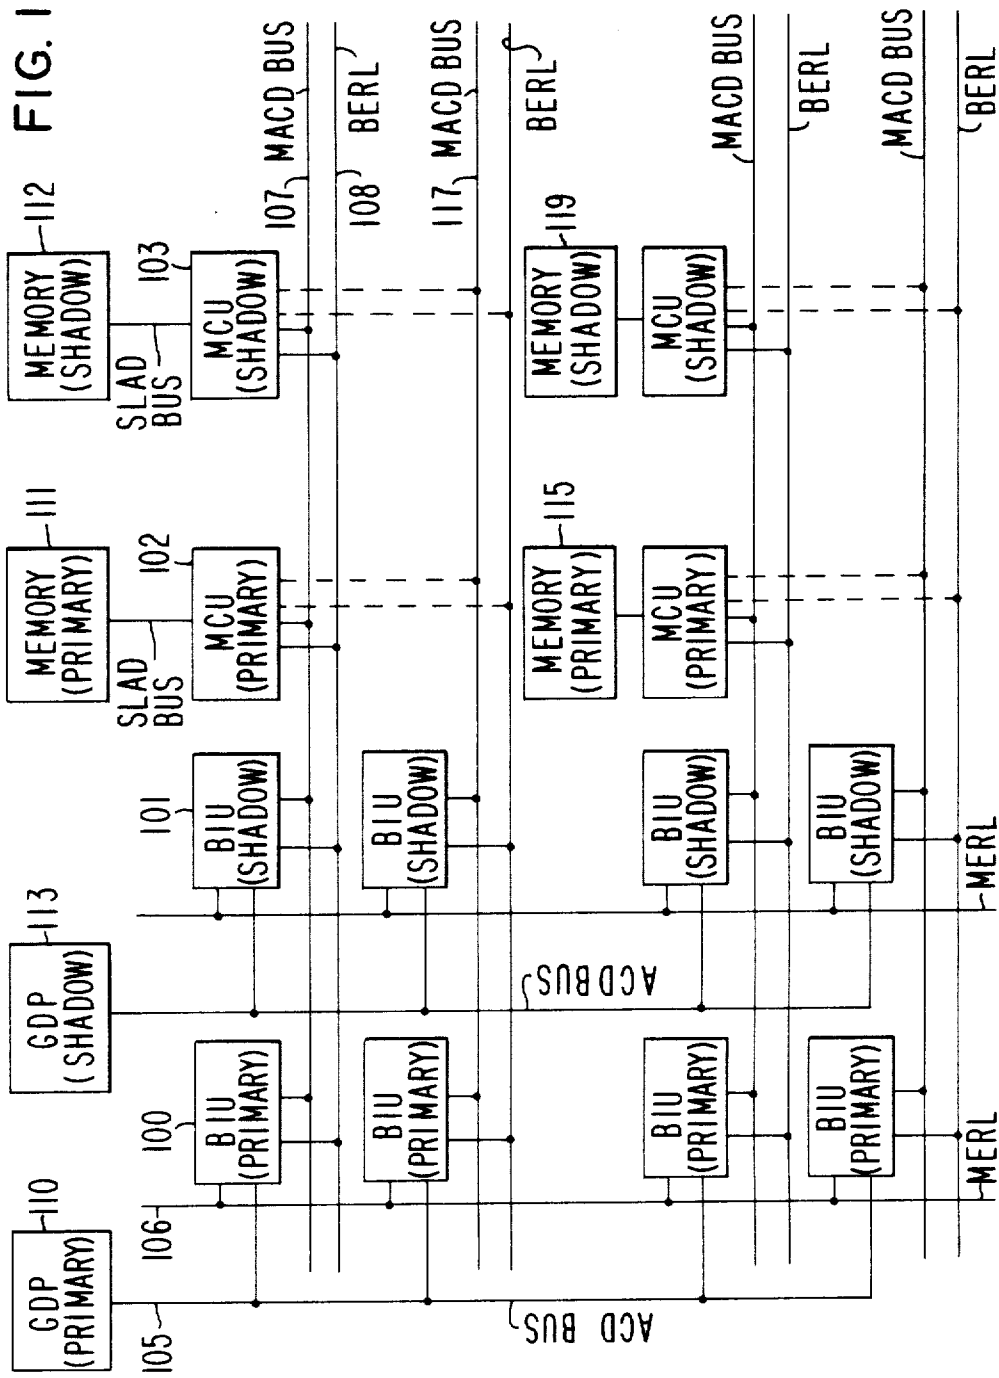 FIG. 1
GDP
(PRIMARY)
110
GDP
(SHADOW)
113
MEMORY
(PRIMARY)
111
MEMORY
(SHADOW)
112
SLAD
BUS
SLAD
BUS
105
106
BIU
(PRIMARY)
100
BIU
(SHADOW)
101
MCU
(PRIMARY)
102
MCU
(SHADOW)
103
107
MACD BUS
108
BERL
BIU
(PRIMARY)
BIU
(SHADOW)
117
MACD BUS
BERL
ACD BUS
ACD BUS
MEMORY
(PRIMARY)
115
MEMORY
(SHADOW)
119
BIU
(PRIMARY)
BIU
(SHADOW)
MCU
(PRIMARY)
MCU
(SHADOW)
MACD BUS
BERL
BIU
(PRIMARY)
BIU
(SHADOW)
MACD BUS
BERL
MERL
MERL